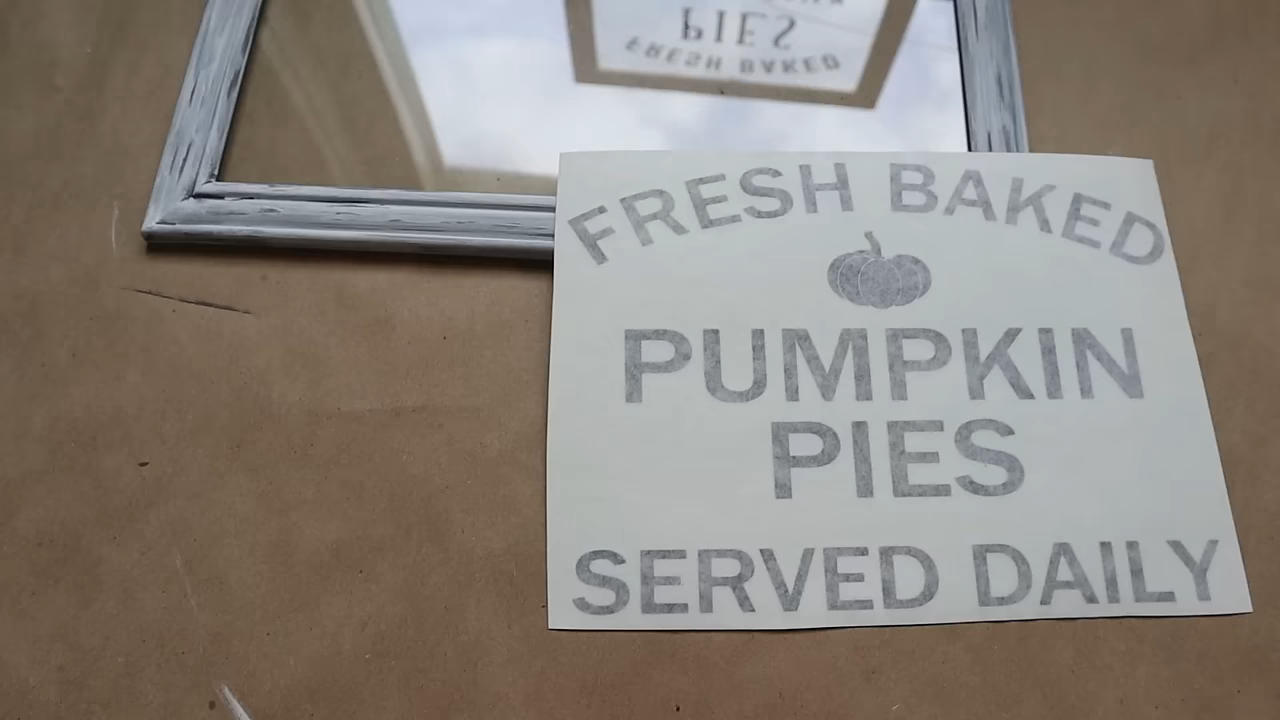 PIES
FRESH BAKED
FRESH BAKED
PUMPKIN
PIES
SERVED DAILY